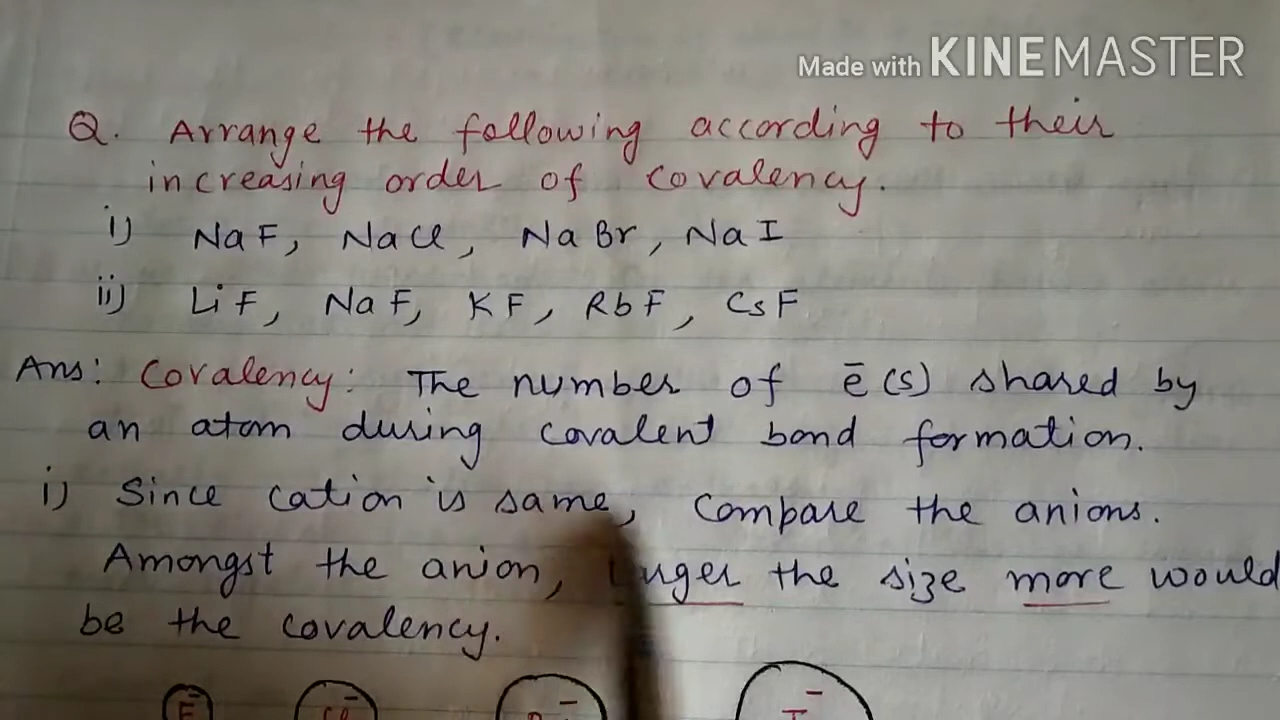 Made with KINEMASTER
Q. Arrange the following according to their
increasing order of covalency.
i) NaF, NaCl, NaBr, NaI
ii) LiF, NaF, KF, RbF, CsF
Ans: Covalency: The number of ē(s) shared by
an atom during covalent bond formation.
i) Since cation is same, Compare the anions.
Amongst the anion, larger the size more would
be the covalency.
F⁻ Cl⁻ Br⁻ I⁻